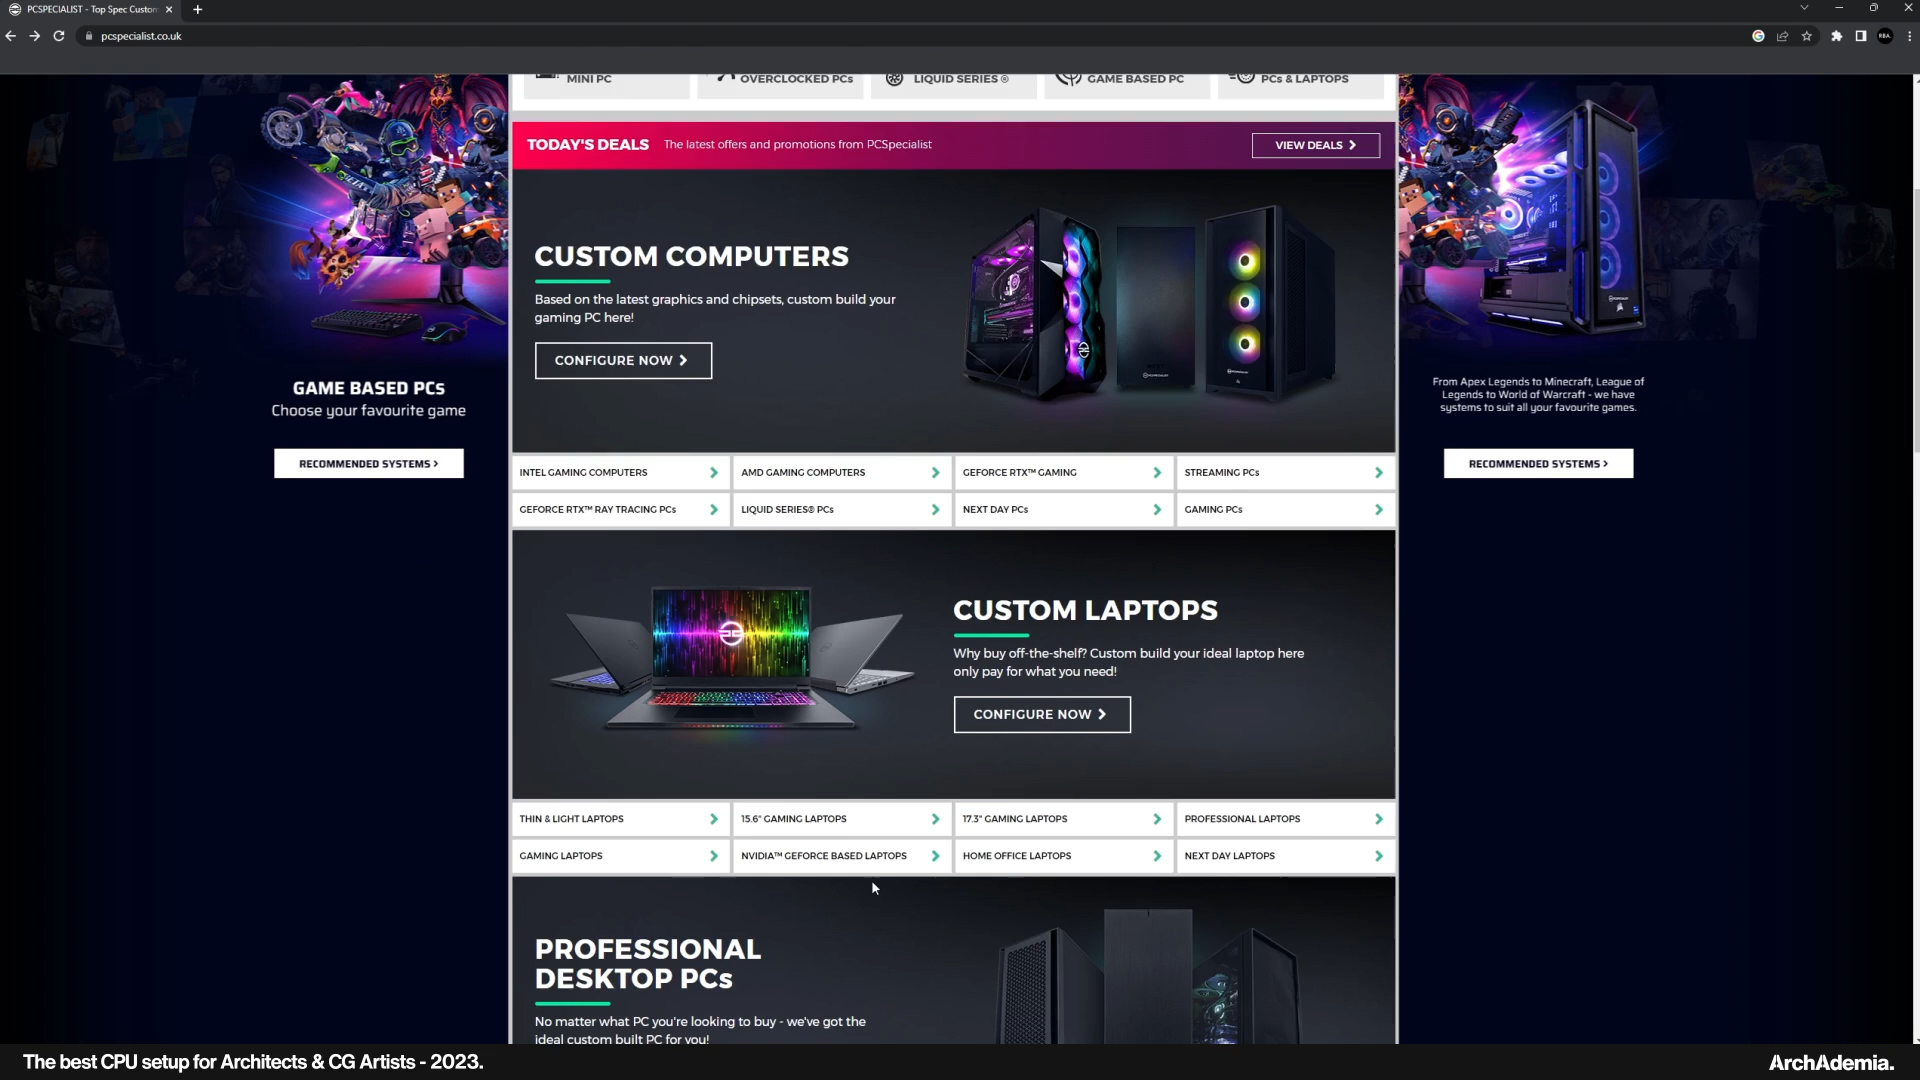 PCSPECIALIST - Top Spec Custom
pcspecialist.co.uk
RBA.
MINI PC
OVERCLOCKED PCs
LIQUID SERIES ®
GAME BASED PC
PCs & LAPTOPS
TODAY'S DEALS
The latest offers and promotions from PCSpecialist
VIEW DEALS
CUSTOM COMPUTERS
Based on the latest graphics and chipsets, custom build your
gaming PC here!
CONFIGURE NOW
GAME BASED PCs
Choose your favourite game
RECOMMENDED SYSTEMS >
From Apex Legends to Minecraft, League of
Legends to World of Warcraft - we have
systems to suit all your favourite games.
RECOMMENDED SYSTEMS >
INTEL GAMING COMPUTERS
AMD GAMING COMPUTERS
GEFORCE RTX™ GAMING
STREAMING PCs
GEFORCE RTX™ RAY TRACING PCs
LIQUID SERIES® PCs
NEXT DAY PCs
GAMING PCs
CUSTOM LAPTOPS
Why buy off-the-shelf? Custom build your ideal laptop here
only pay for what you need!
CONFIGURE NOW
THIN & LIGHT LAPTOPS
15.6" GAMING LAPTOPS
17.3" GAMING LAPTOPS
PROFESSIONAL LAPTOPS
GAMING LAPTOPS
NVIDIA™ GEFORCE BASED LAPTOPS
HOME OFFICE LAPTOPS
NEXT DAY LAPTOPS
PROFESSIONAL
DESKTOP PCs
No matter what PC you're looking to buy - we've got the
ideal custom built PC for you!
The best CPU setup for Architects & CG Artists - 2023.
ArchAdemia.